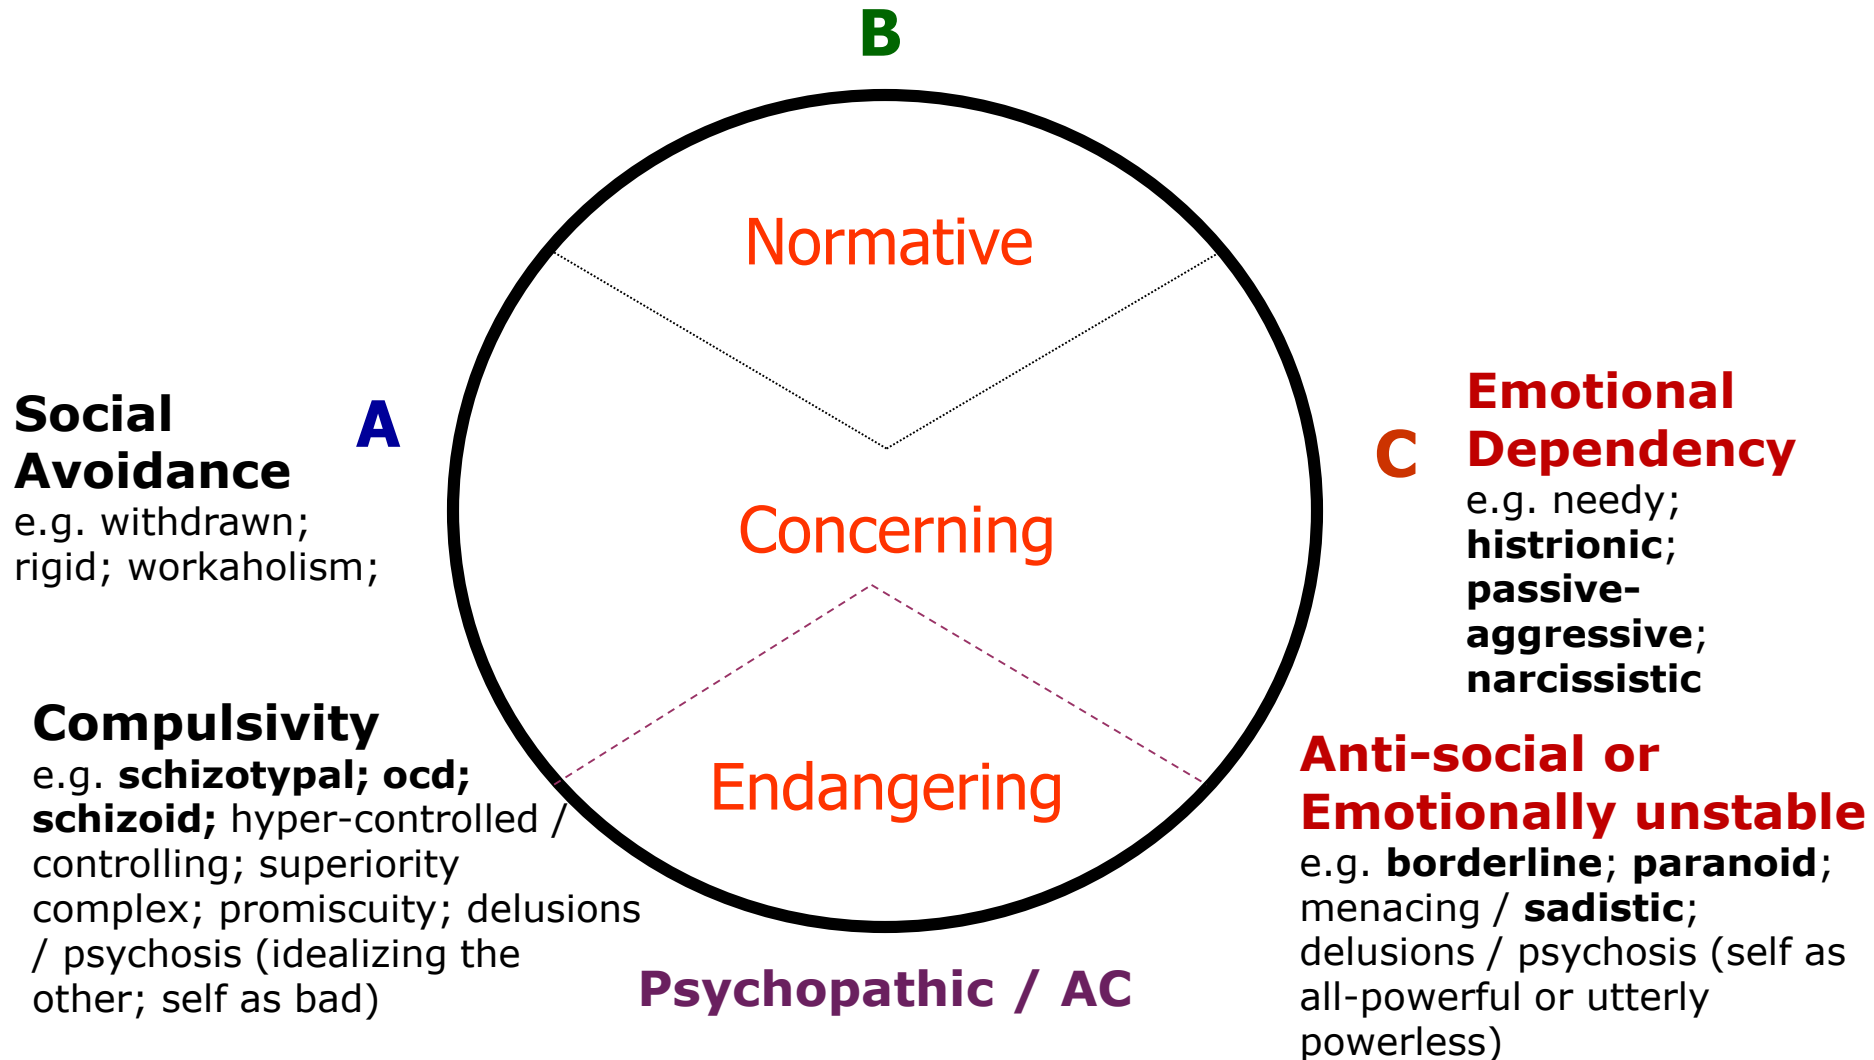 B
Normative
Social
Avoidance
e.g. withdrawn;
rigid; workaholism;
A
Concerning
C
Emotional
Dependency
e.g. needy;
histrionic;
passive-
aggressive;
narcissistic
Compulsivity
e.g. schizotypal; ocd;
schizoid; hyper-controlled /
controlling; superiority
complex; promiscuity; delusions
/ psychosis (idealizing the
other; self as bad)
Endangering
Psychopathic / AC
Anti-social or
Emotionally unstable
e.g. borderline; paranoid;
menacing / sadistic;
delusions / psychosis (self as
all-powerful or utterly
powerless)